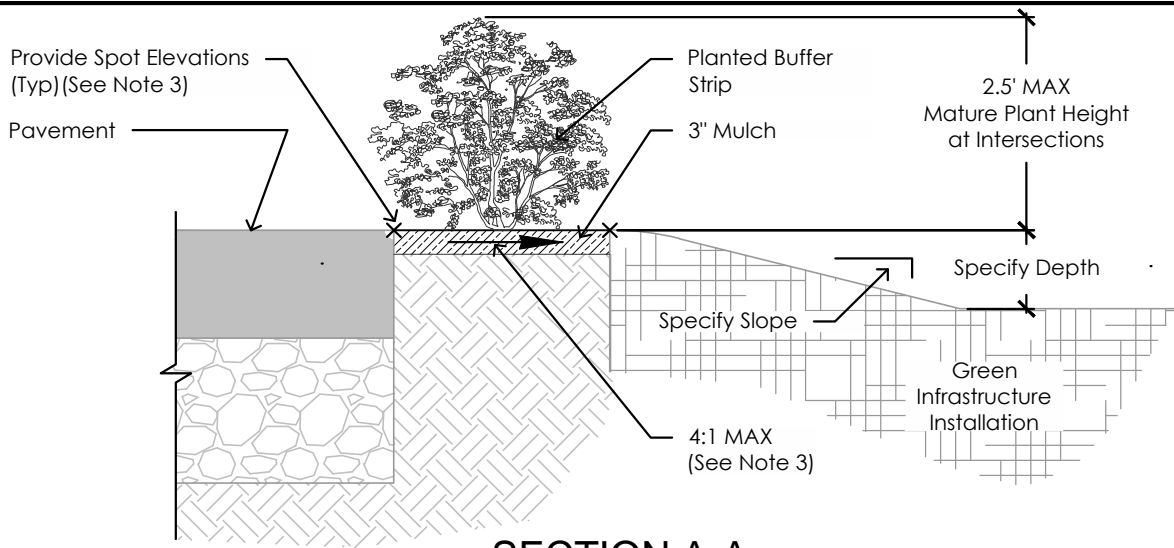 Provide Spot Elevations
(Typ)(See Note 3)
Pavement
Planted Buffer
Strip
3" Mulch
2.5' MAX
Mature Plant Height
at Intersections
Specify Depth
Specify Slope
Green
Infrastructure
Installation
4:1 MAX
(See Note 3)
SECTION A-A